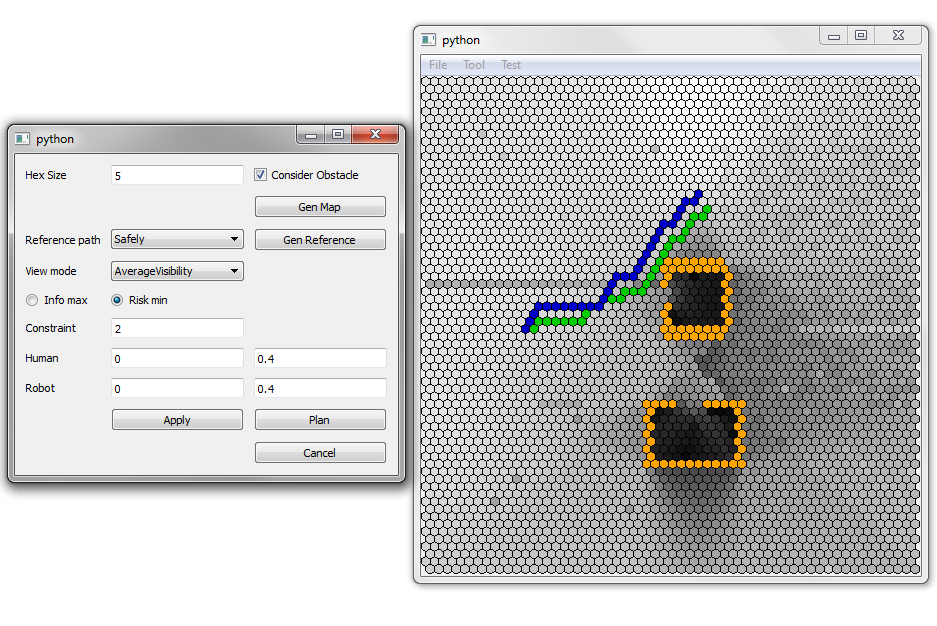 python
Hex Size 5 Consider Obstacle
Gen Map
Reference path Safely Gen Reference
View mode AverageVisibility
Info max Risk min
Constraint 2
Human 0 0.4
Robot 0 0.4
Apply Plan
Cancel
python
File Tool Test